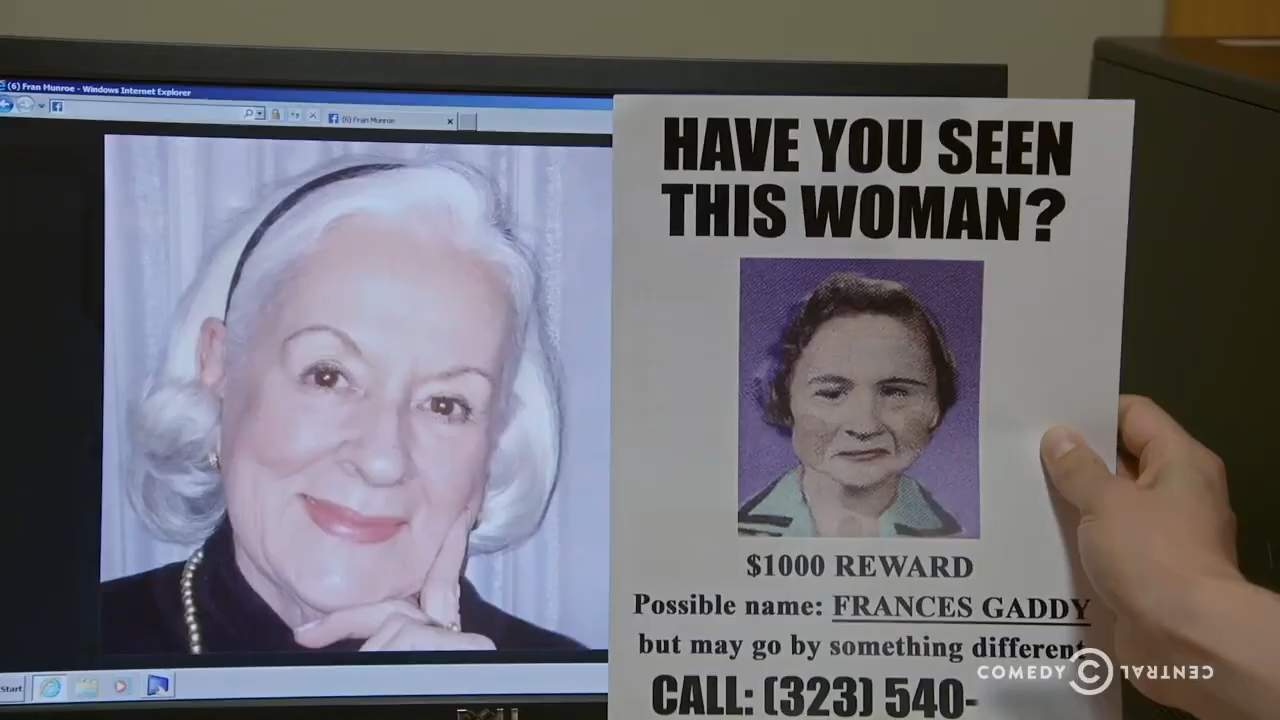 (6) Fran Munroe - Windows Internet Explorer
(6) Fran Munroe
HAVE YOU SEEN
THIS WOMAN?
$1000 REWARD
Possible name: FRANCES GADDY
but may go by something different
CALL: (323) 540-
COMEDY CENTRAL
Start
DELL